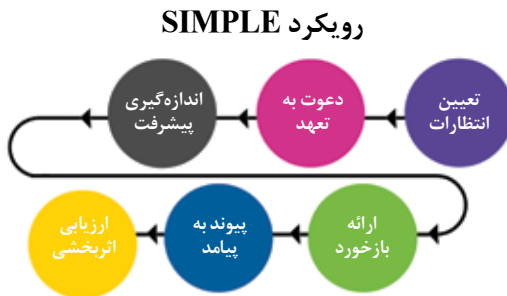 رویکرد SIMPLE
تعیین
انتظارات
دعوت به
تعهد
اندازه‌گیری
پیشرفت
ارائه
بازخورد
پیوند به
پیامد
ارزیابی
اثربخشی